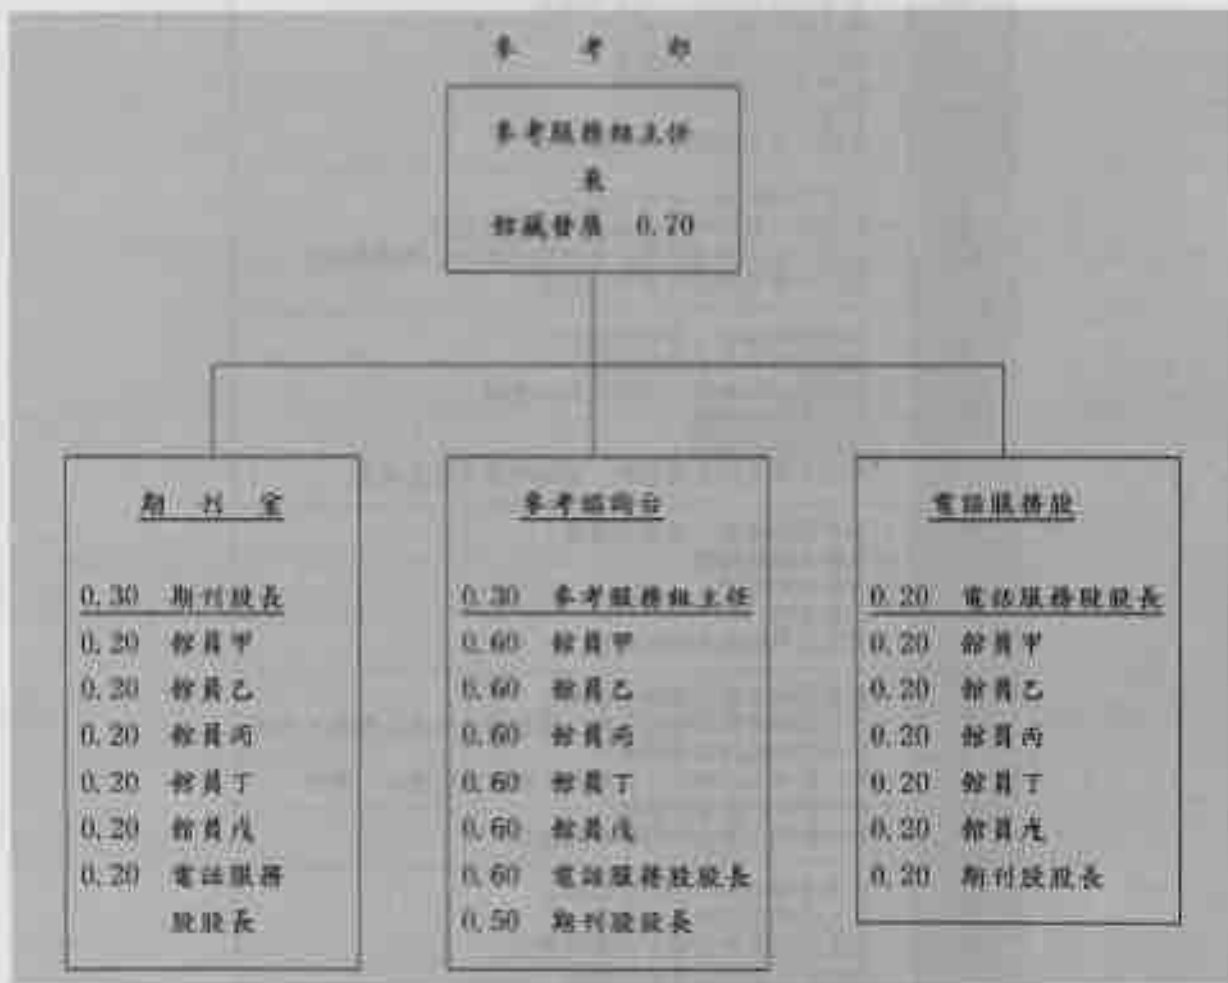 參 考 部
參考服務組主任
兼
館藏發展 0.70
期 刊 室
0.30 期刊股長
0.20 館員甲
0.20 館員乙
0.20 館員丙
0.20 館員丁
0.20 館員戊
0.20 電話服務
股股長
參考諮詢台
0.30 參考服務組主任
0.60 館員甲
0.60 館員乙
0.60 館員丙
0.60 館員丁
0.60 館員戊
0.60 電話服務股股長
0.50 期刊股股長
電話服務股
0.20 電話服務股股長
0.20 館員甲
0.20 館員乙
0.20 館員丙
0.20 館員丁
0.20 館員戊
0.20 期刊股股長